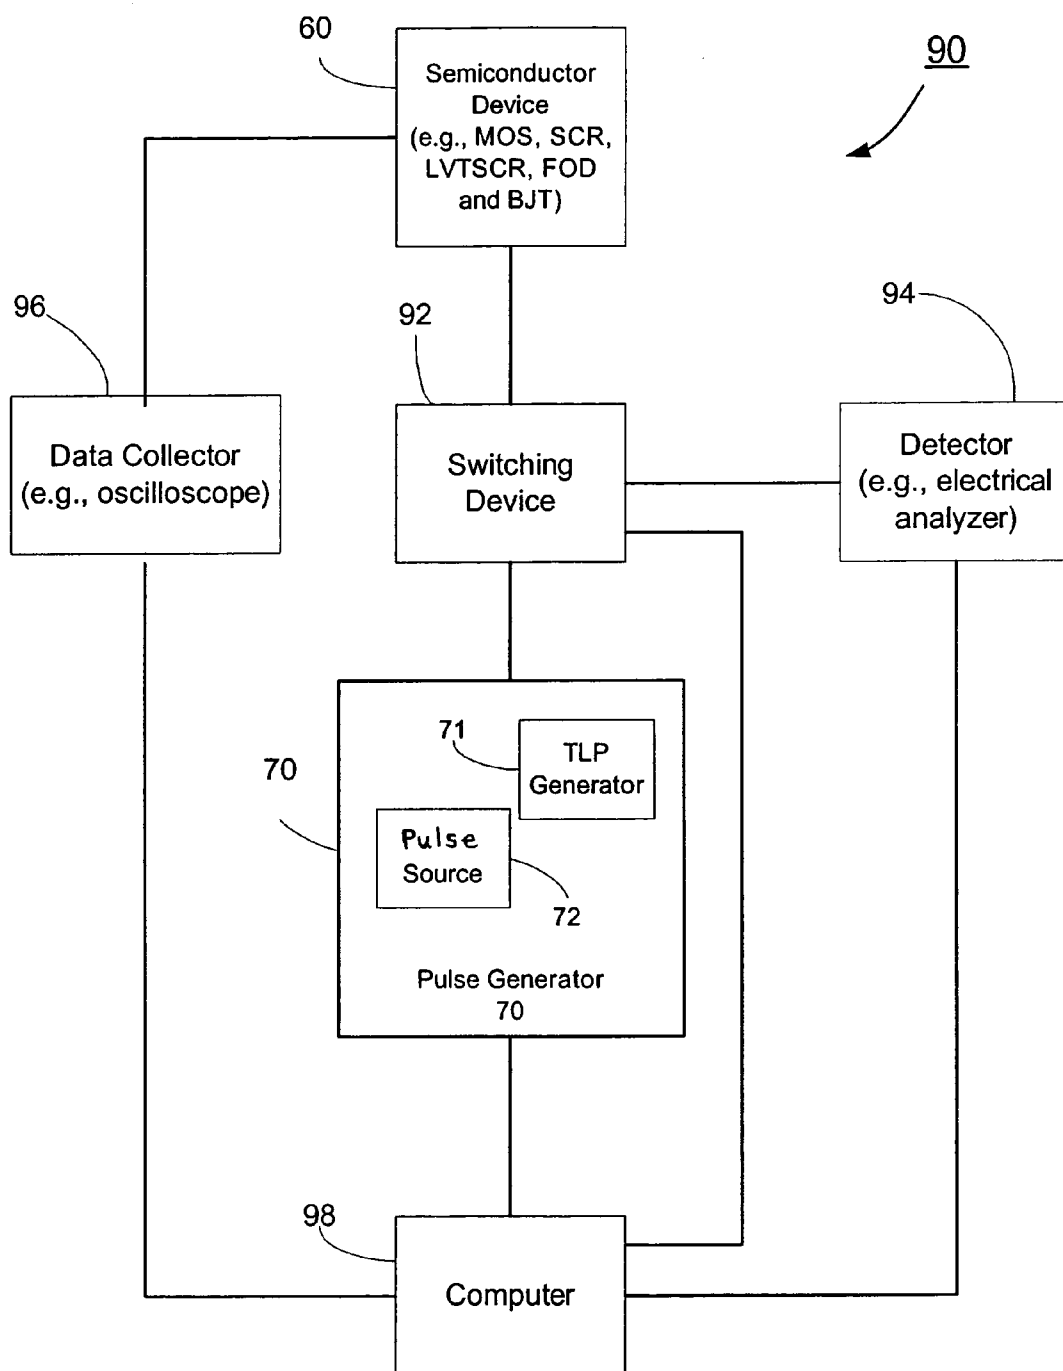 60
90
Semiconductor
Device
(e.g., MOS, SCR,
LVTSCR, FOD
and BJT)
96
92
94
Data Collector
(e.g., oscilloscope)
Switching
Device
Detector
(e.g., electrical
analyzer)
71
TLP
Generator
70
Pulse
Source
72
Pulse Generator
70
98
Computer